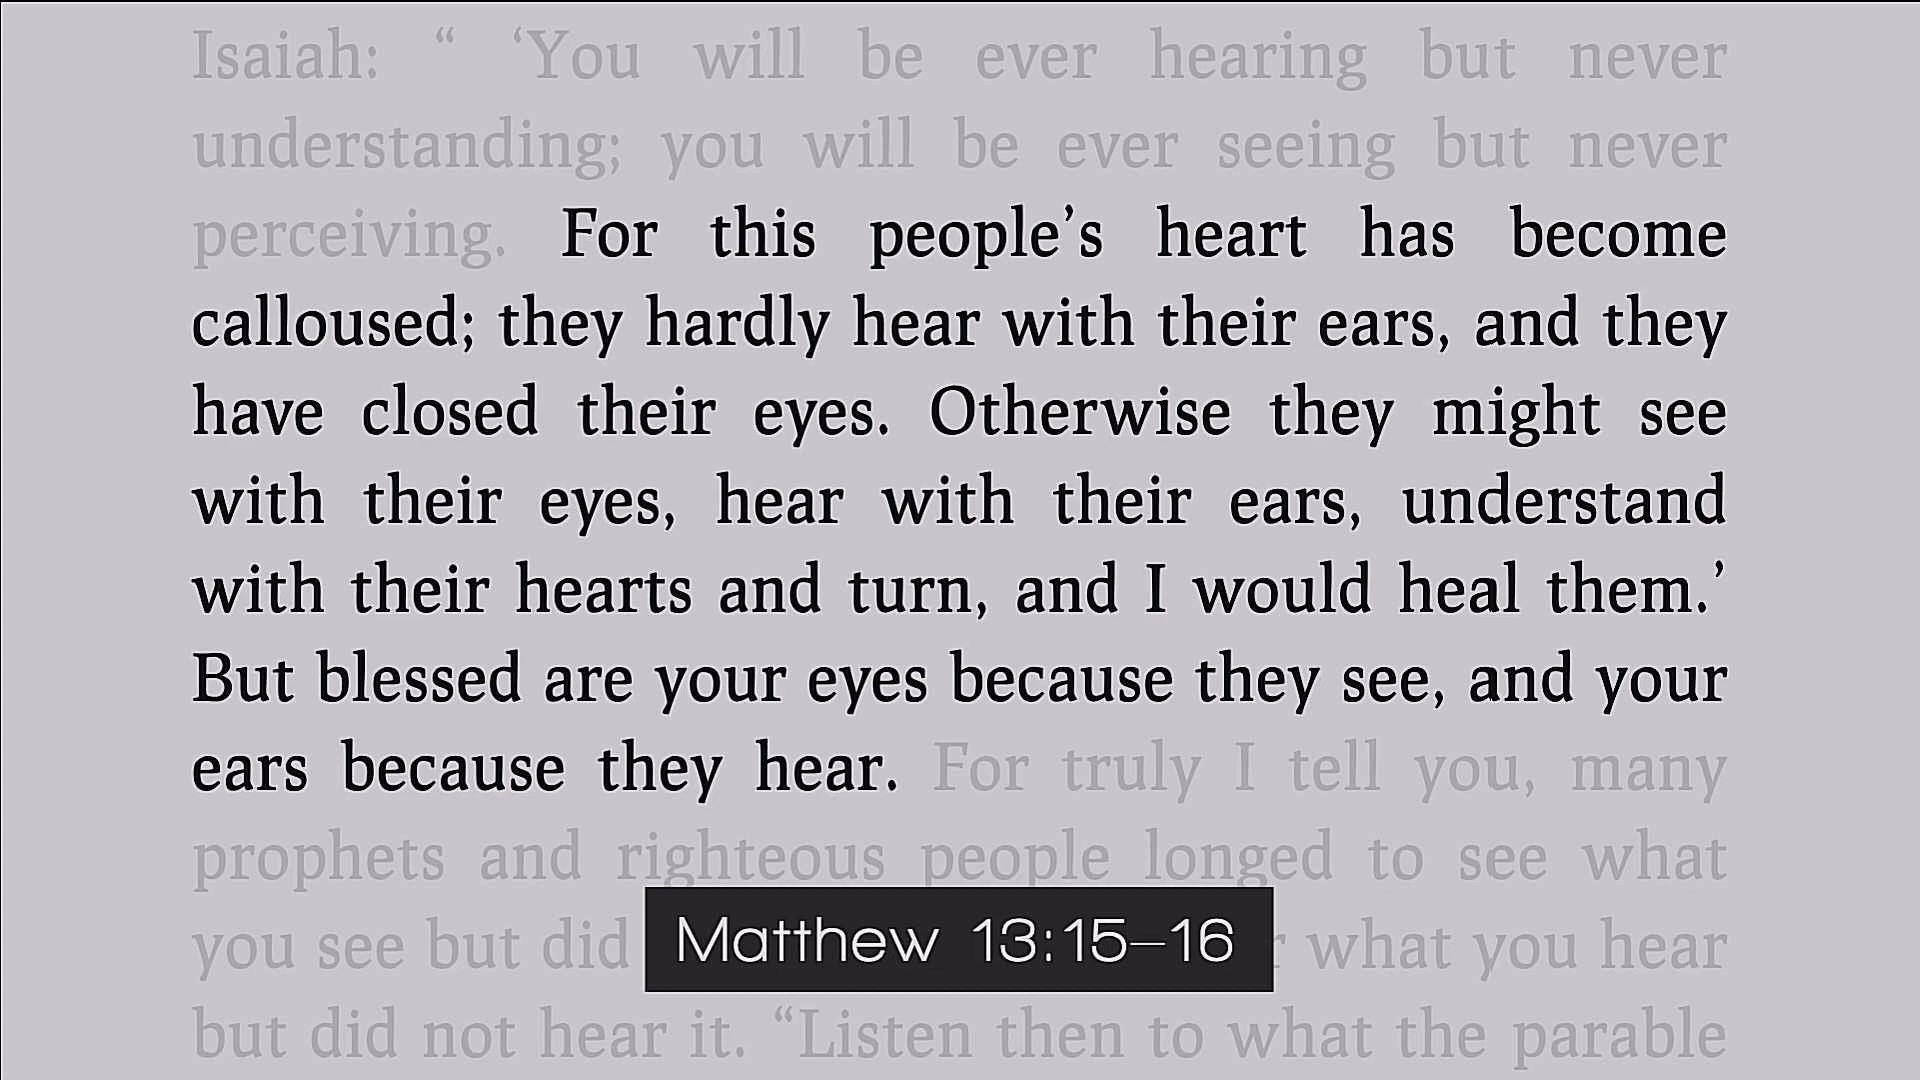 Isaiah: “ ‘You will be ever hearing but never
understanding; you will be ever seeing but never
perceiving. For this people’s heart has become
calloused; they hardly hear with their ears, and they
have closed their eyes. Otherwise they might see
with their eyes, hear with their ears, understand
with their hearts and turn, and I would heal them.’
But blessed are your eyes because they see, and your
ears because they hear. For truly I tell you, many
prophets and righteous people longed to see what
you see but did what you hear
Matthew 13:15–16
but did not hear it. “Listen then to what the parable